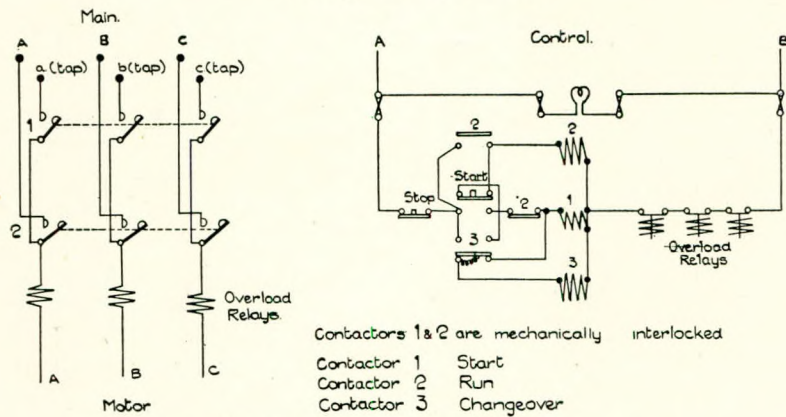 Main.
A
B
C
a (tap)
b (tap)
c (tap)
1
2
Overload
Relays.
A
B
C
Motor
Control.
A
B
2
2
Start
Stop
2
1
3
3
Overload
Relays
Contactors 1 & 2 are mechanically interlocked
Contactor 1 Start
Contactor 2 Run
Contactor 3 Changeover